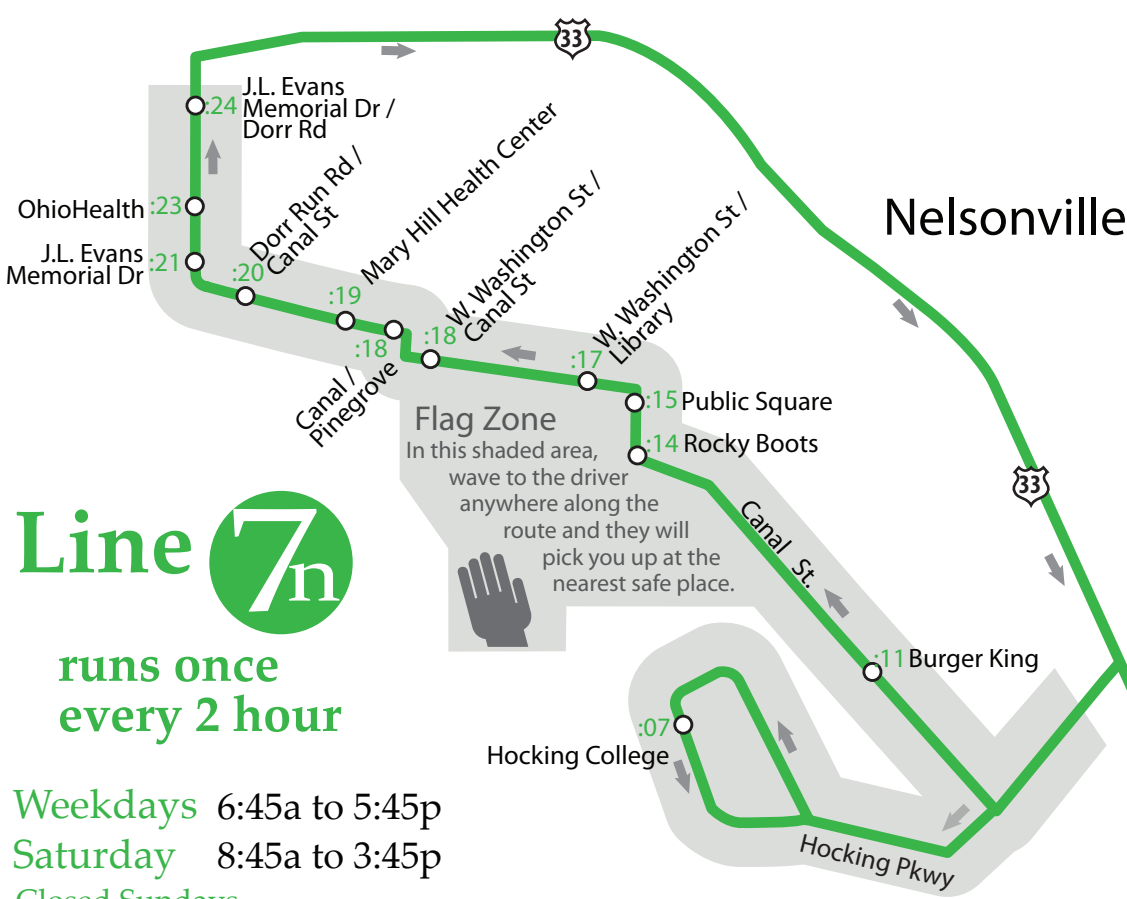 33
J.L. Evans
Memorial Dr /
Dorr Rd
:24
OhioHealth
:23
J.L. Evans
Memorial Dr
:21
Dorr Run Rd /
Canal St
:20
Mary Hill Health Center
:19
Canal /
Pinegrove
:18
W. Washington St /
Canal St
:18
W. Washington St /
Library
:17
:15 Public Square
:14 Rocky Boots
Nelsonville
33
Flag Zone
In this shaded area,
wave to the driver
anywhere along the
route and they will
pick you up at the
nearest safe place.
Canal St.
:11 Burger King
:07
Hocking College
Hocking Pkwy
Line 7n
runs once
every 2 hour
Weekdays 6:45a to 5:45p
Saturday 8:45a to 3:45p
Closed Sundays